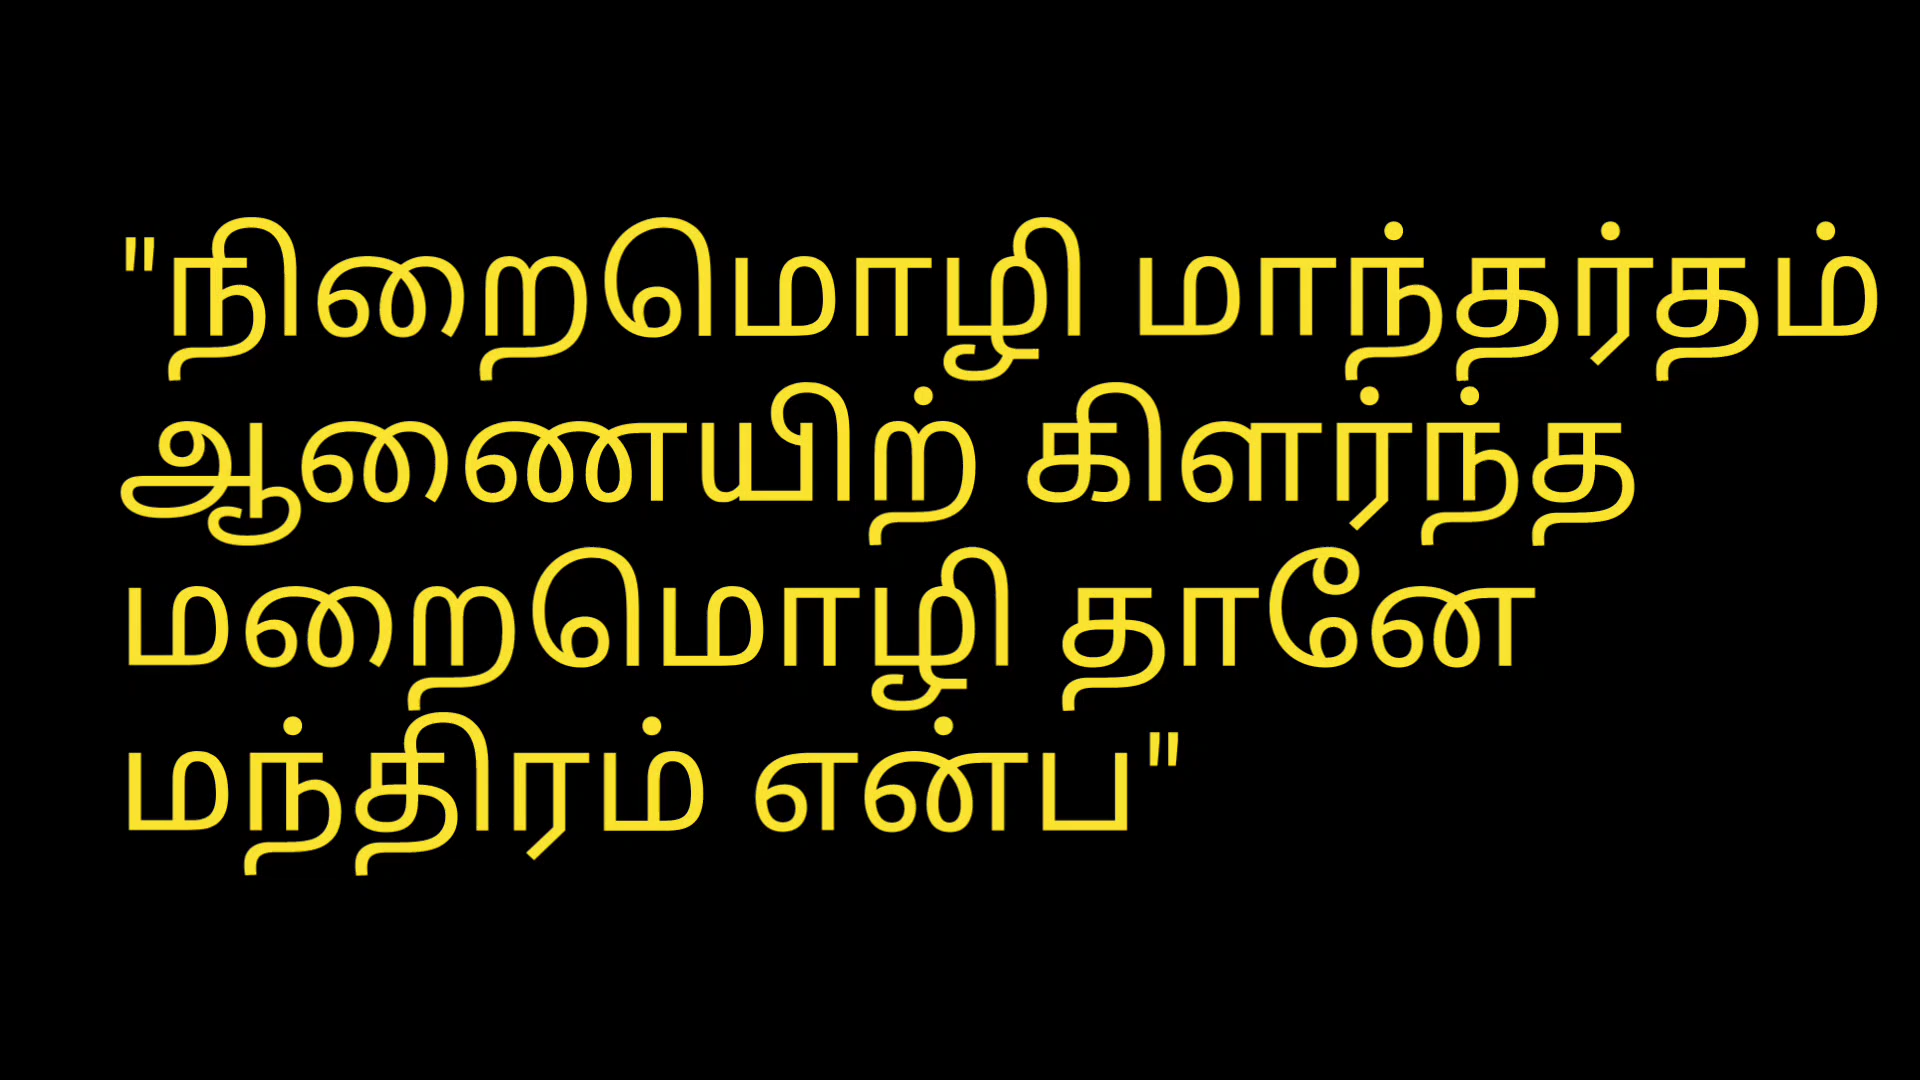 "நிறைமொழி மாந்தர்தம்
ஆணையிற் கிளர்ந்த
மறைமொழி தானே
மந்திரம் என்ப"